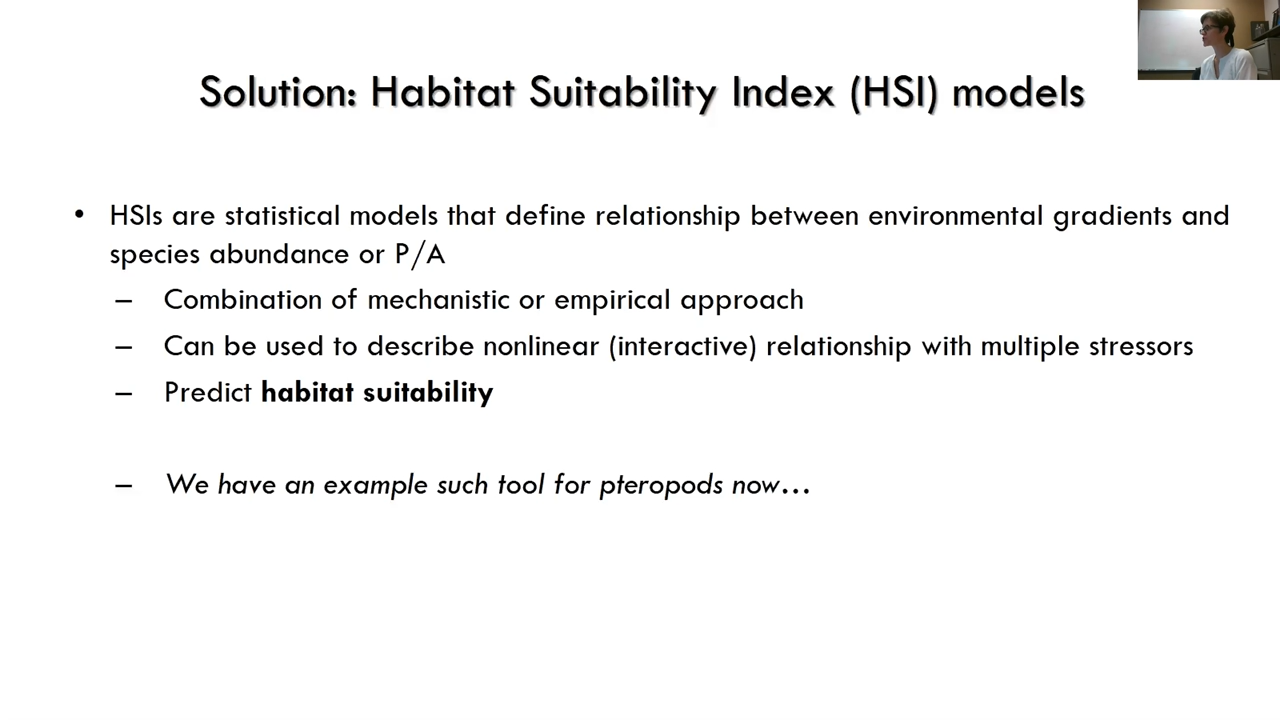 Solution: Habitat Suitability Index (HSI) models
• HSIs are statistical models that define relationship between environmental gradients and
species abundance or P/A
– Combination of mechanistic or empirical approach
– Can be used to describe nonlinear (interactive) relationship with multiple stressors
– Predict habitat suitability
– We have an example such tool for pteropods now...